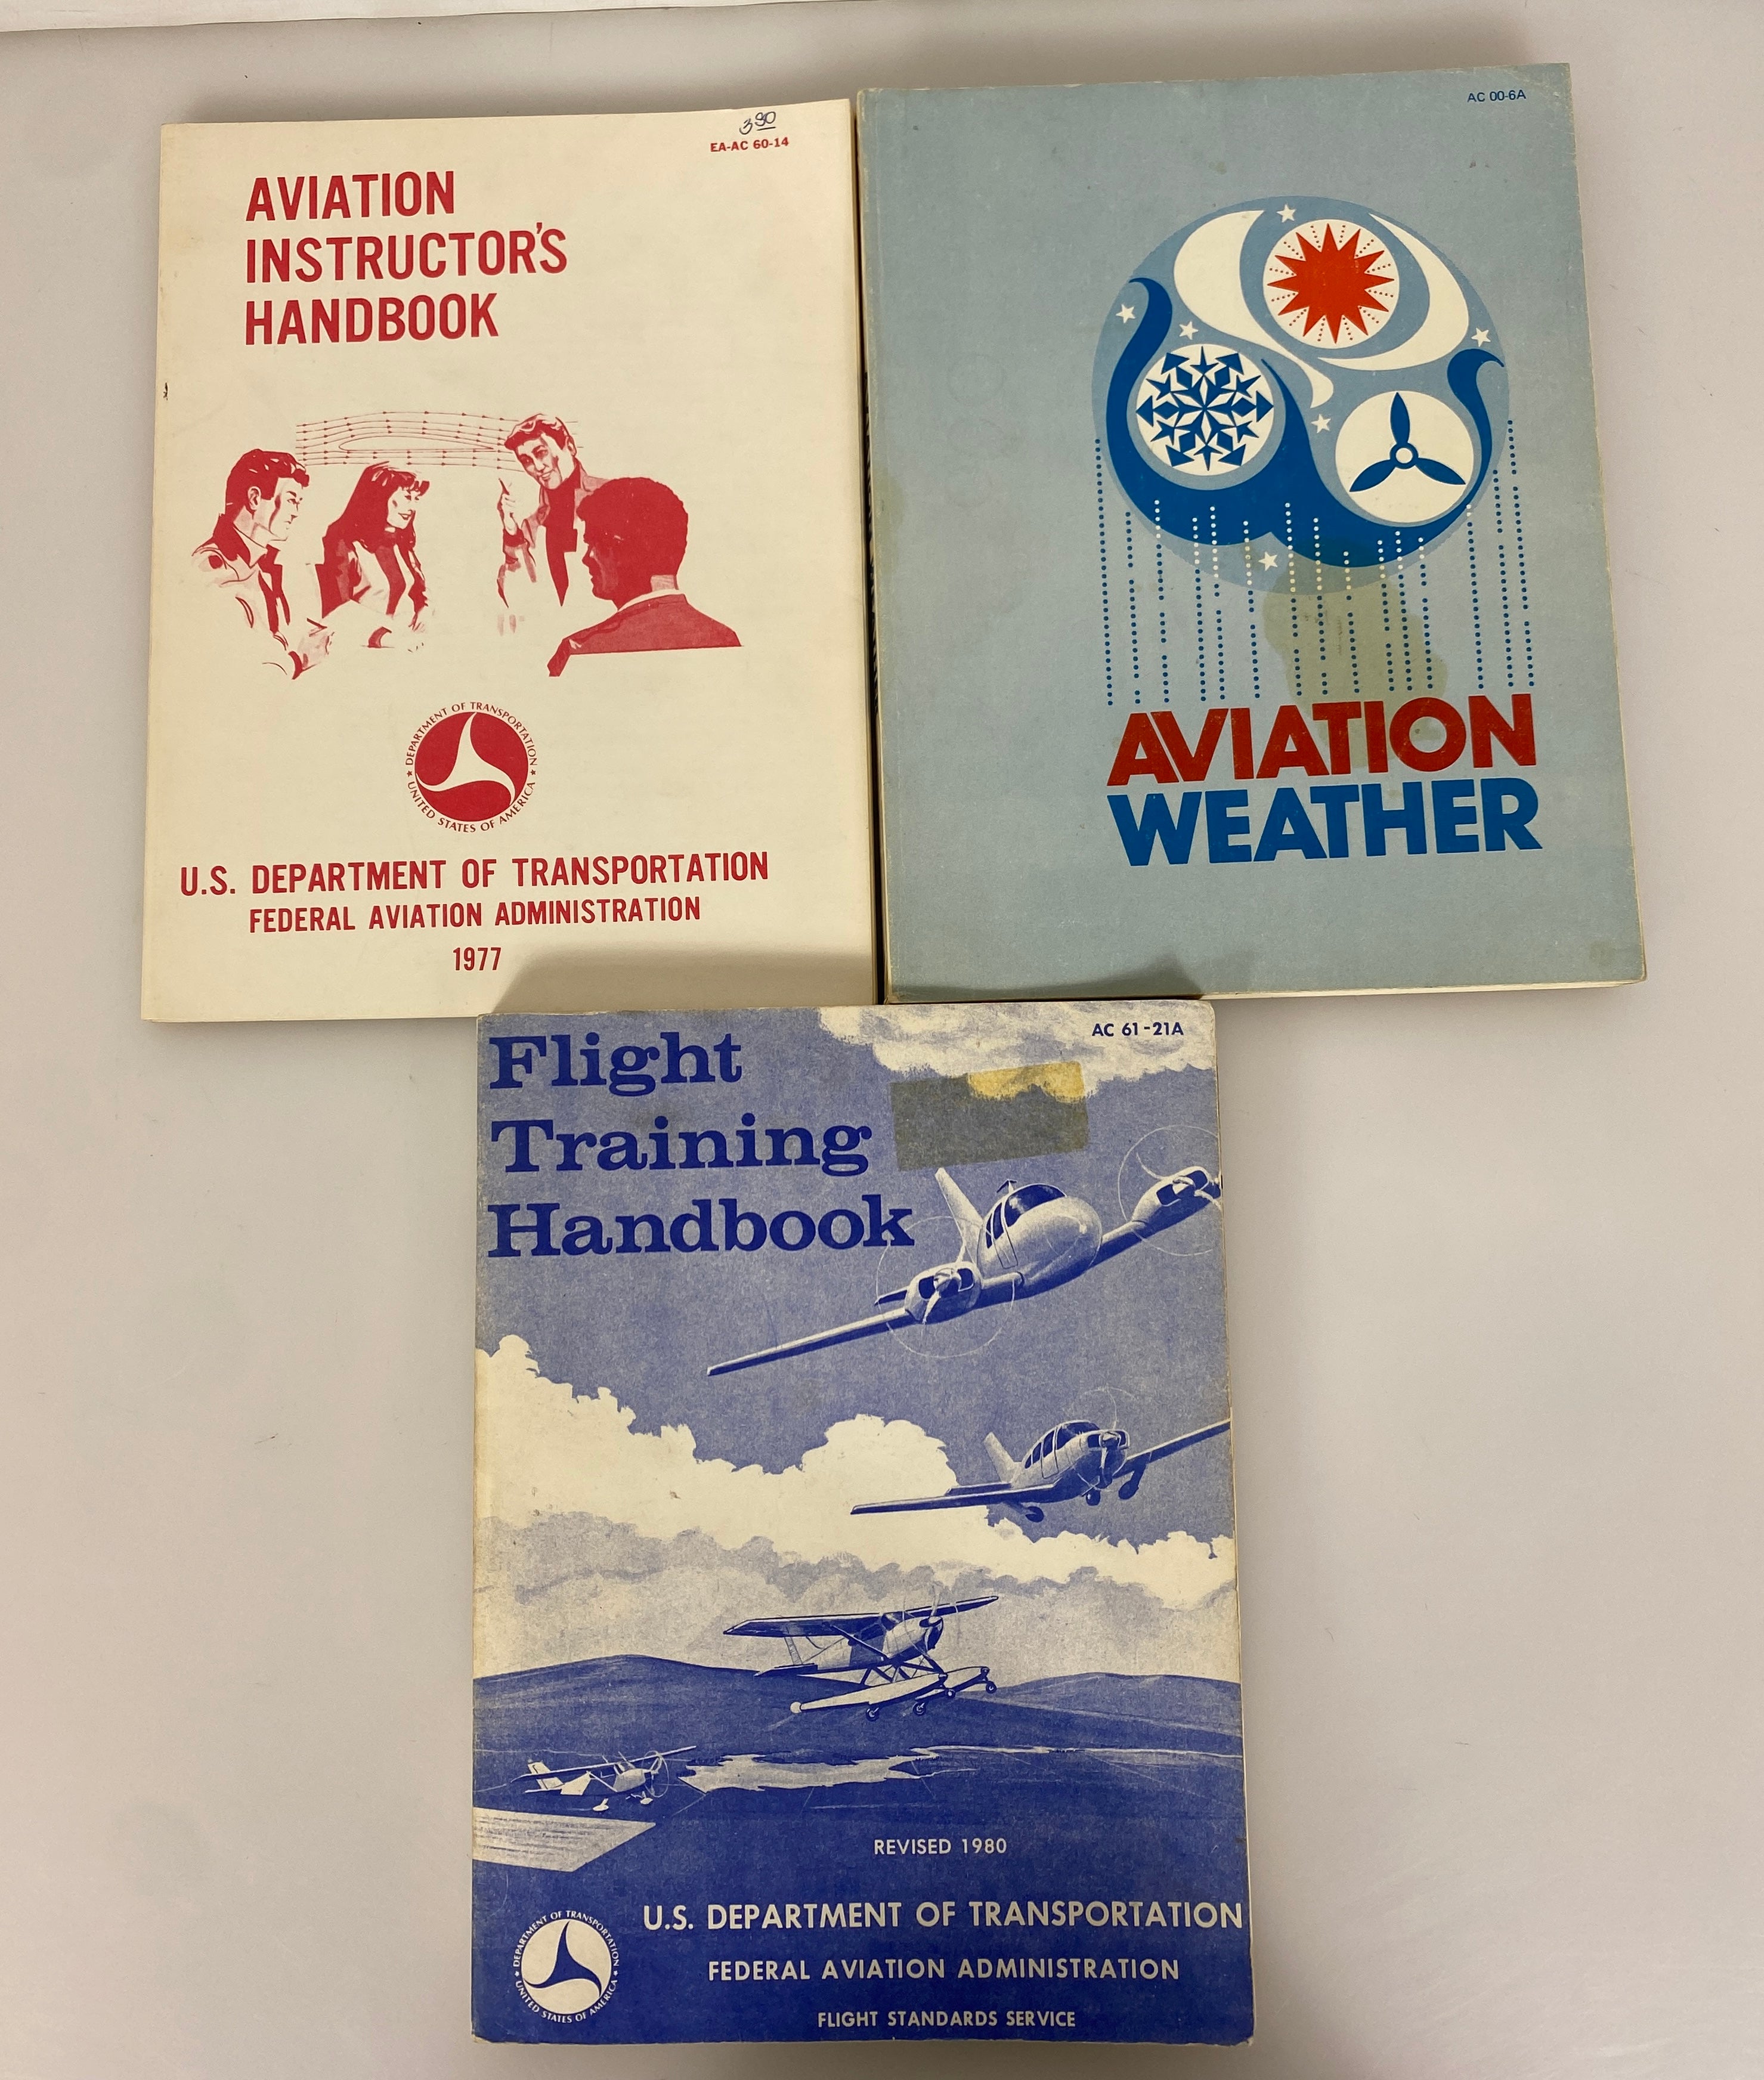 3 90
EA-AC 60-14
AVIATION
INSTRUCTOR'S
HANDBOOK
DEPARTMENT OF TRANSPORTATION
UNITED STATES OF AMERICA
U.S. DEPARTMENT OF TRANSPORTATION
FEDERAL AVIATION ADMINISTRATION
1977
AC 00-6A
AVIATION
WEATHER
AC 61-21A
Flight
Training
Handbook
REVISED 1980
DEPARTMENT OF TRANSPORTATION
UNITED STATES OF AMERICA
U.S. DEPARTMENT OF TRANSPORTATION
FEDERAL AVIATION ADMINISTRATION
FLIGHT STANDARDS SERVICE